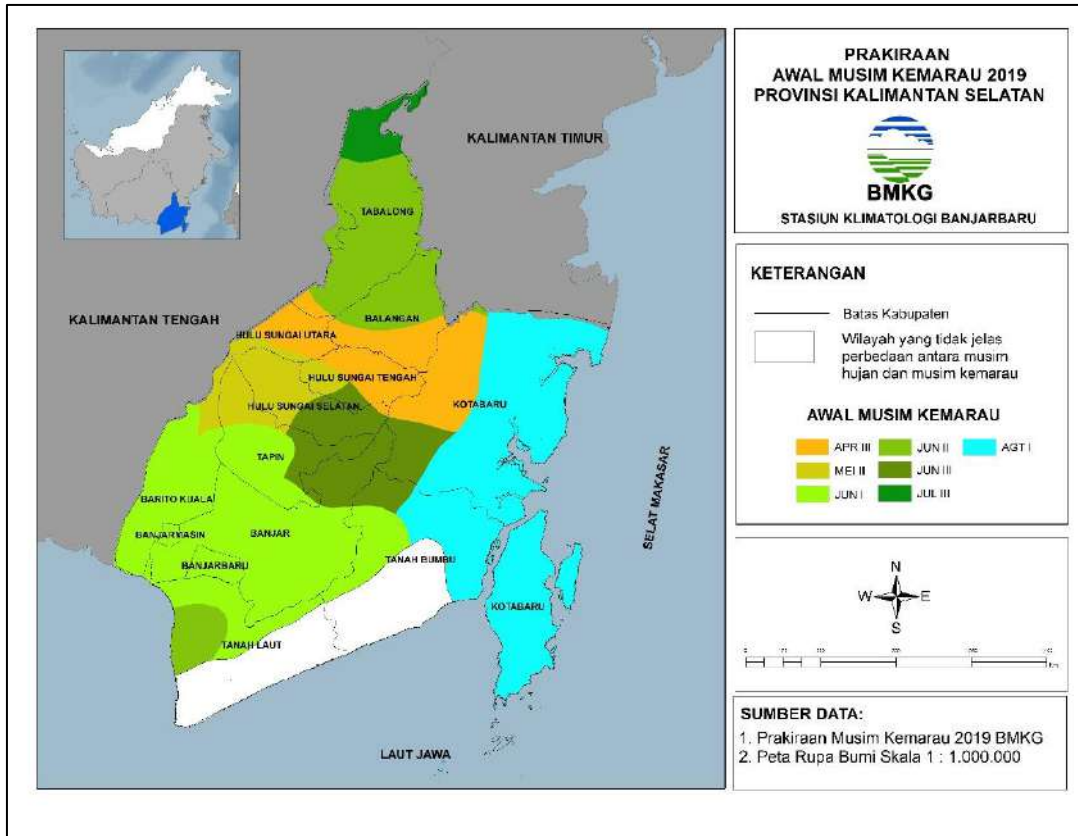 PRAKIRAAN
AWAL MUSIM KEMARAU 2019
PROVINSI KALIMANTAN SELATAN
BMKG
STASIUN KLIMATOLOGI BANJARBARU
KALIMANTAN TIMUR
TABALONG
KALIMANTAN TENGAH
BALANGAN
HULU SUNGAI UTARA
HULU SUNGAI TENGAH
HULU SUNGAI SELATAN
KOTABARU
TAPIN
BARITO KUALA
BANJARMASIN
BANJAR
BANJARBARU
TANAH BUMBU
TANAH LAUT
KOTABARU
SELAT MAKASAR
LAUT JAWA
KETERANGAN
Batas Kabupaten
Wilayah yang tidak jelas
perbedaan antara musim
hujan dan musim kemarau
AWAL MUSIM KEMARAU
APR III JUN II AGT I
MEI II JUN III
JUN I JUL III
N
W E
S
Km
SUMBER DATA:
1. Prakiraan Musim Kemarau 2019 BMKG
2. Peta Rupa Bumi Skala 1 : 1.000.000